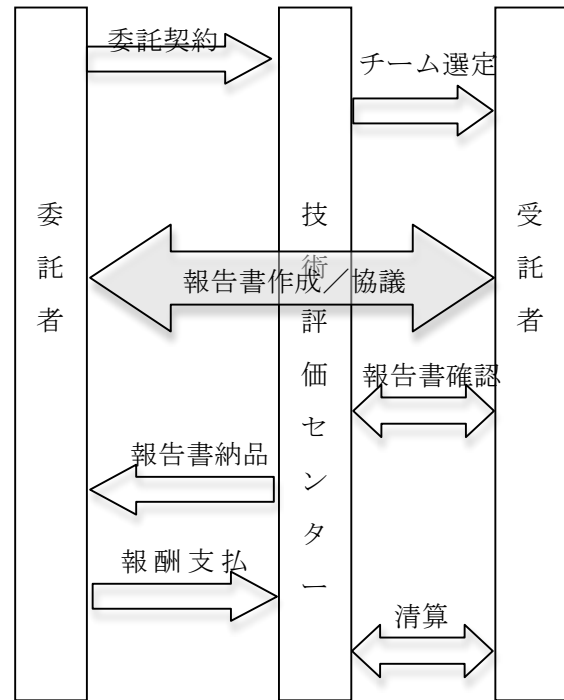 委託契約
チーム選定
委託者
技術評価センター
受託者
報告書作成／協議
報告書確認
報告書納品
報酬支払
清算